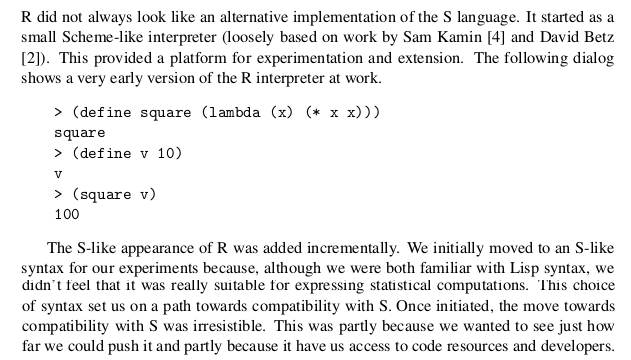 R did not always look like an alternative implementation of the S language. It started as a
small Scheme-like interpreter (loosely based on work by Sam Kamin [4] and David Betz
[2]). This provided a platform for experimentation and extension. The following dialog
shows a very early version of the R interpreter at work.
> (define square (lambda (x) (* x x)))
square
> (define v 10)
v
> (square v)
100
The S-like appearance of R was added incrementally. We initially moved to an S-like
syntax for our experiments because, although we were both familiar with Lisp syntax, we
didn't feel that it was really suitable for expressing statistical computations. This choice
of syntax set us on a path towards compatibility with S. Once initiated, the move towards
compatibility with S was irresistible. This was partly because we wanted to see just how
far we could push it and partly because it have us access to code resources and developers.